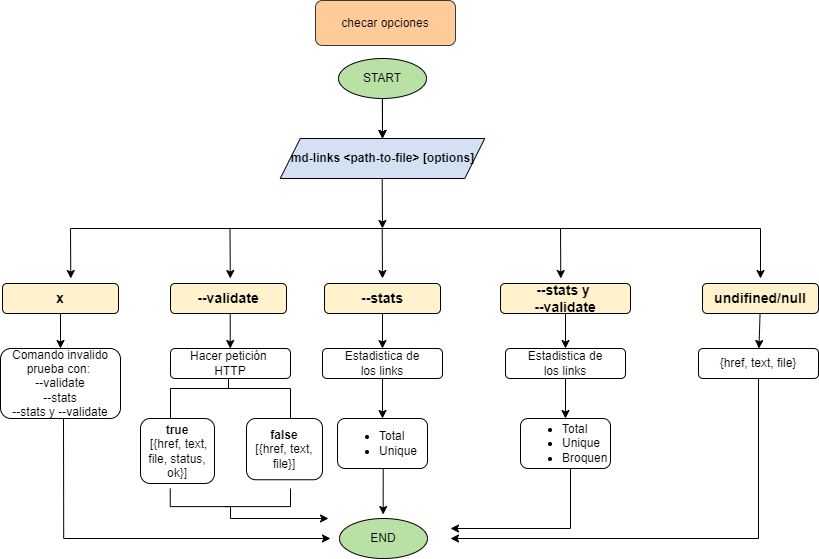 checar opciones
START
md-links <path-to-file> [options]
x
--validate
--stats
--stats y
--validate
undifined/null
Comando invalido
prueba con:
--validate
--stats
--stats y --validate
Hacer petición
HTTP
Estadistica de
los links
Estadistica de
los links
{href, text, file}
true
[{href, text,
file, status,
ok}]
false
[{href, text,
file}]
• Total
• Unique
• Total
• Unique
• Broquen
END